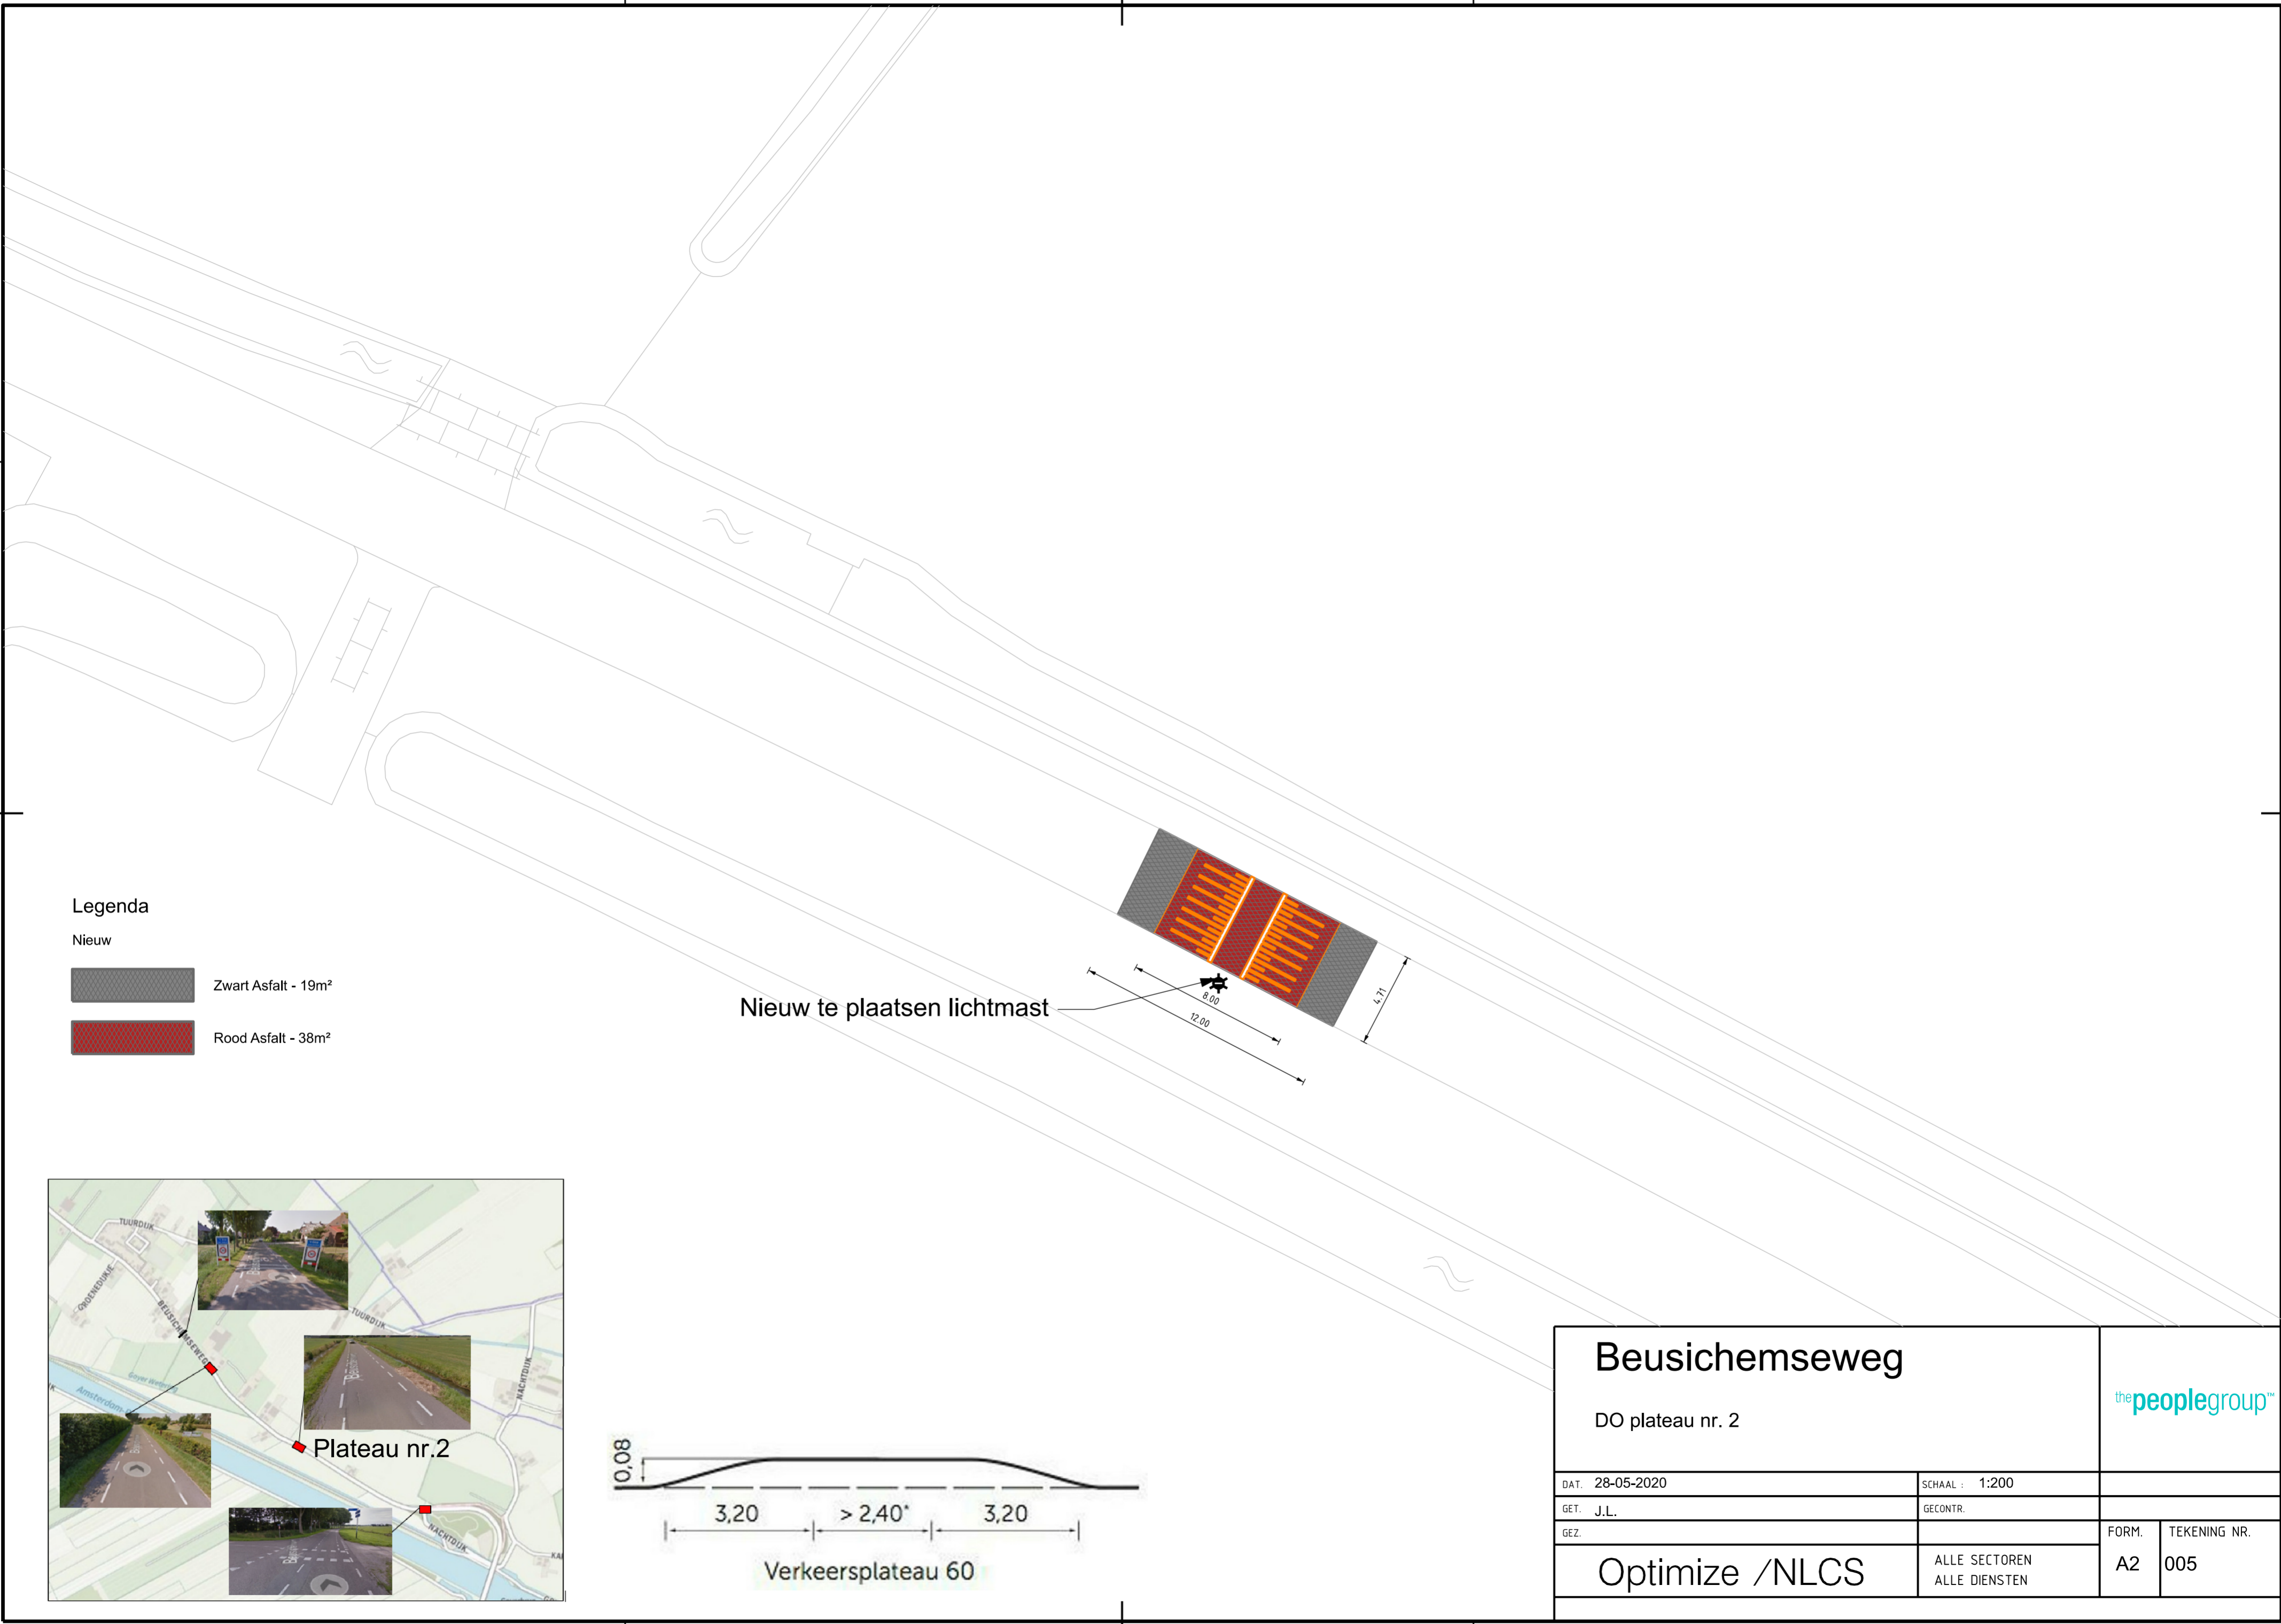 Legenda
Nieuw
Zwart Asfalt - 19m²
Rood Asfalt - 38m²
Nieuw te plaatsen lichtmast
8.00
12.00
4.71
TUURDIJK
GROENEDIJKJE
BEUSICHEMSEWEG
TUURDIJK
NACHTDIJK
Plateau nr.2
NACHTDIJK
0,08
3,20 > 2,40* 3,20
Verkeersplateau 60
Beusichemseweg
DO plateau nr. 2
thepeoplegroup™
DAT. 28-05-2020
SCHAAL : 1:200
GET. J.L.
GECONTR.
GEZ.
FORM.
TEKENING NR.
Optimize /NLCS
ALLE SECTOREN
ALLE DIENSTEN
A2
005